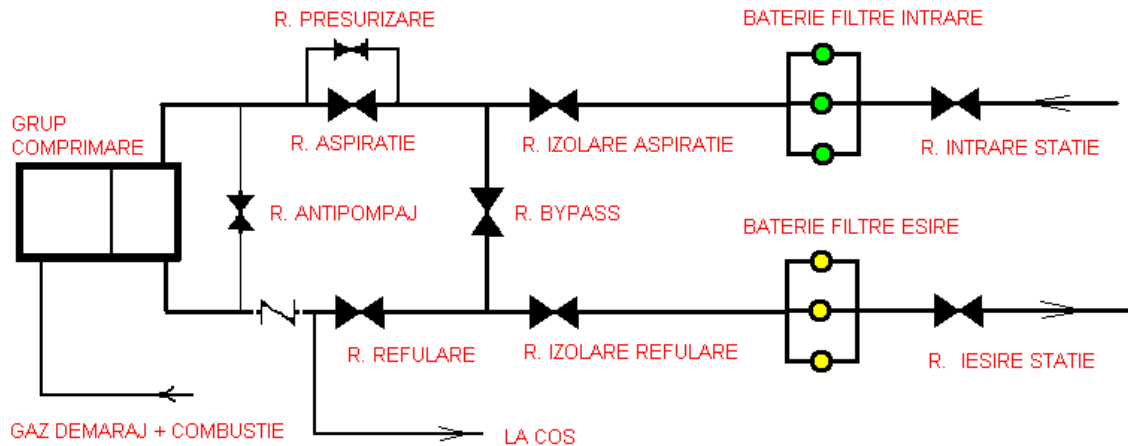 R. PRESURIZARE
BATERIE FILTRE INTRARE
GRUP
COMPRIMARE
R. ASPIRATIE
R. IZOLARE ASPIRATIE
R. INTRARE STATIE
R. ANTIPOMPAJ
R. BYPASS
BATERIE FILTRE ESIRE
R. REFULARE
R. IZOLARE REFULARE
R. IESIRE STATIE
GAZ DEMARAJ + COMBUSTIE
LA COS